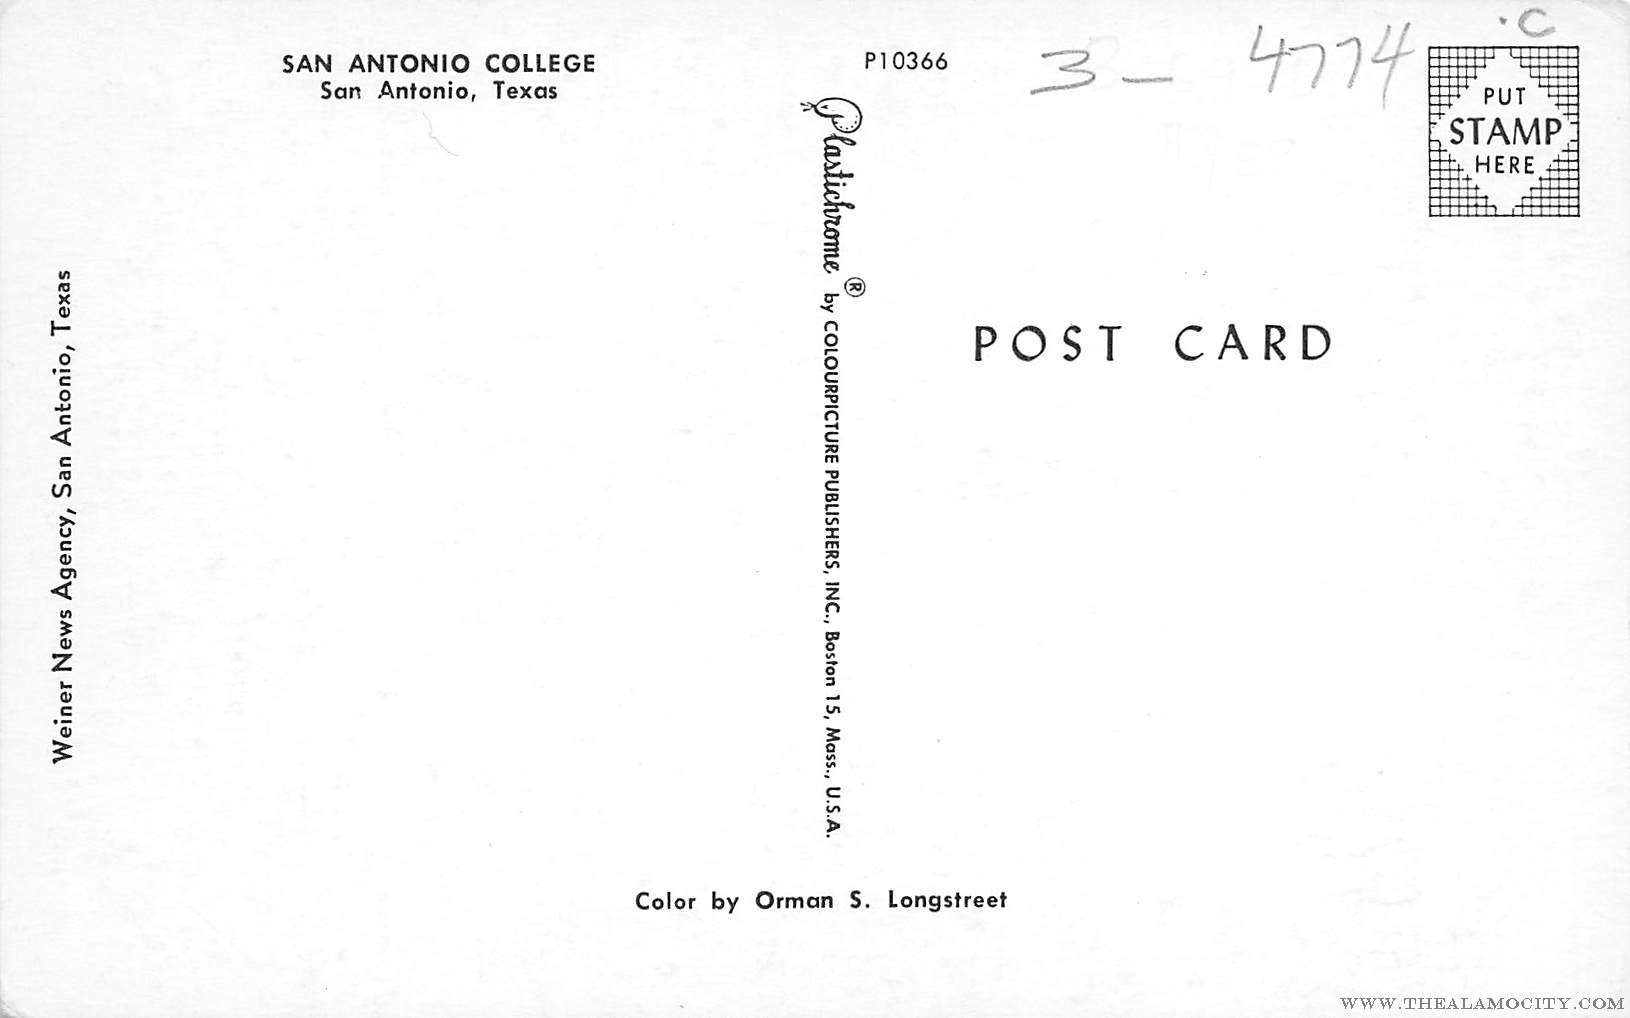 SAN ANTONIO COLLEGE
San Antonio, Texas
Weiner News Agency, San Antonio, Texas
P10366
Plastichrome ® by COLOURPICTURE PUBLISHERS, INC., Boston 15, Mass., U.S.A.
3 - 4774
.C
PUT
STAMP
HERE
POST CARD
Color by Orman S. Longstreet
WWW.THEALAMOCITY.COM